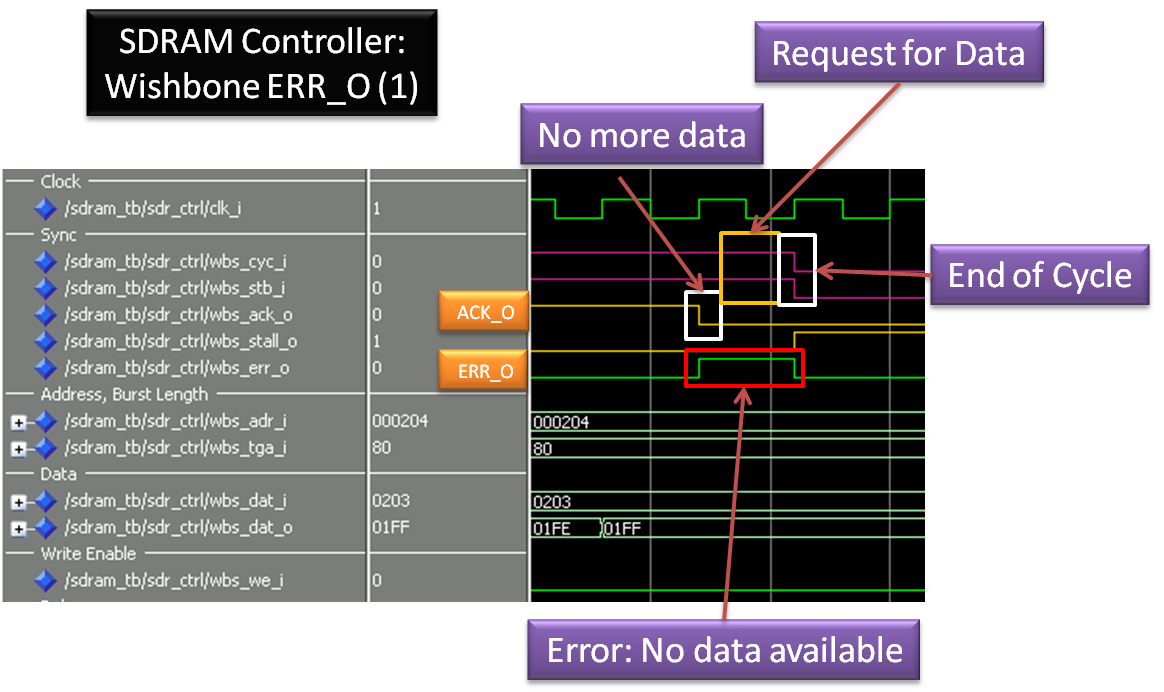 SDRAM Controller:
Wishbone ERR_O (1)
Request for Data
No more data
End of Cycle
Clock
/sdram_tb/sdr_ctrl/clk_i 1
Sync
/sdram_tb/sdr_ctrl/wbs_cyc_i 0
/sdram_tb/sdr_ctrl/wbs_stb_i 0
/sdram_tb/sdr_ctrl/wbs_ack_o 0
ACK_O
/sdram_tb/sdr_ctrl/wbs_stall_o 1
/sdram_tb/sdr_ctrl/wbs_err_o 0
ERR_O
Address, Burst Length
/sdram_tb/sdr_ctrl/wbs_adr_i 000204 000204
/sdram_tb/sdr_ctrl/wbs_tga_i 80 80
Data
/sdram_tb/sdr_ctrl/wbs_dat_i 0203 0203
/sdram_tb/sdr_ctrl/wbs_dat_o 01FF 01FE 01FF
Write Enable
/sdram_tb/sdr_ctrl/wbs_we_i 0
Error: No data available